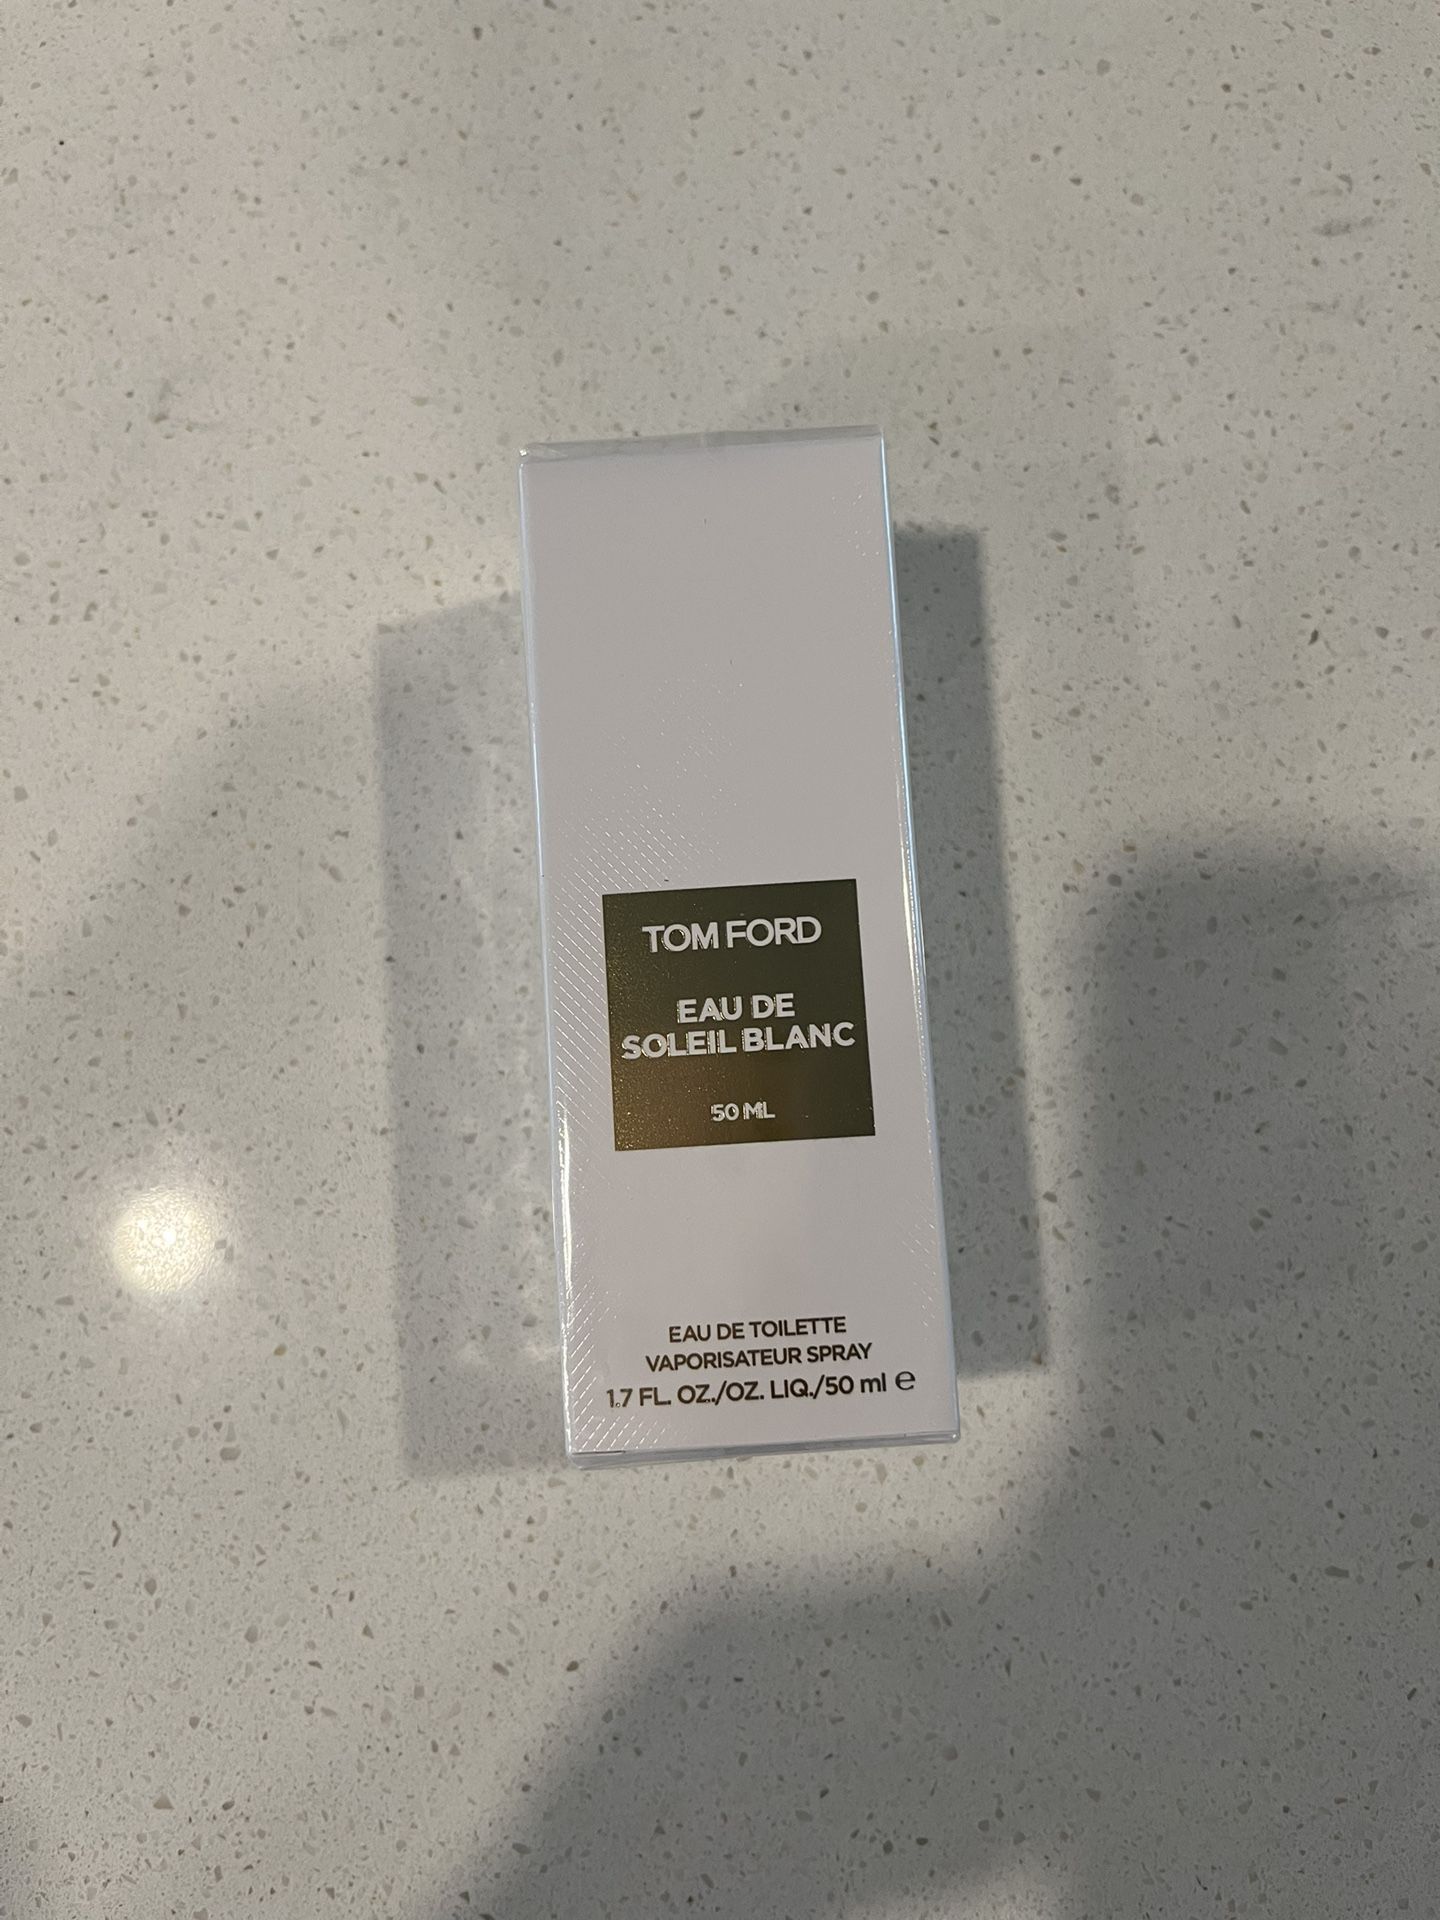 TOM FORD
EAU DE
SOLEIL BLANC
50 ML
EAU DE TOILETTE
VAPORISATEUR SPRAY
1.7 FL. OZ./OZ. LIQ./50 ml ℮